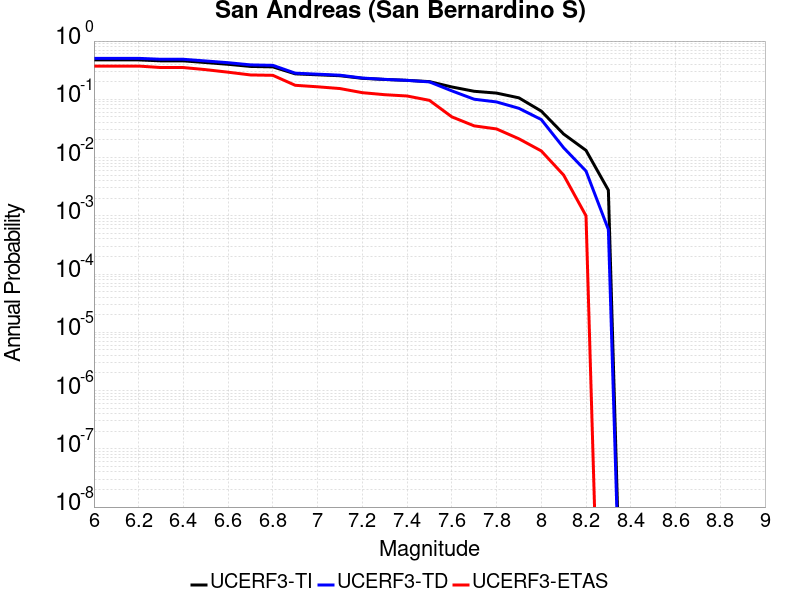 San Andreas (San Bernardino S)
10^0
10^-1
10^-2
10^-3
10^-4
10^-5
10^-6
10^-7
10^-8
Annual Probability
6 6.2 6.4 6.6 6.8 7 7.2 7.4 7.6 7.8 8 8.2 8.4 8.6 8.8 9
Magnitude
UCERF3-TI UCERF3-TD UCERF3-ETAS